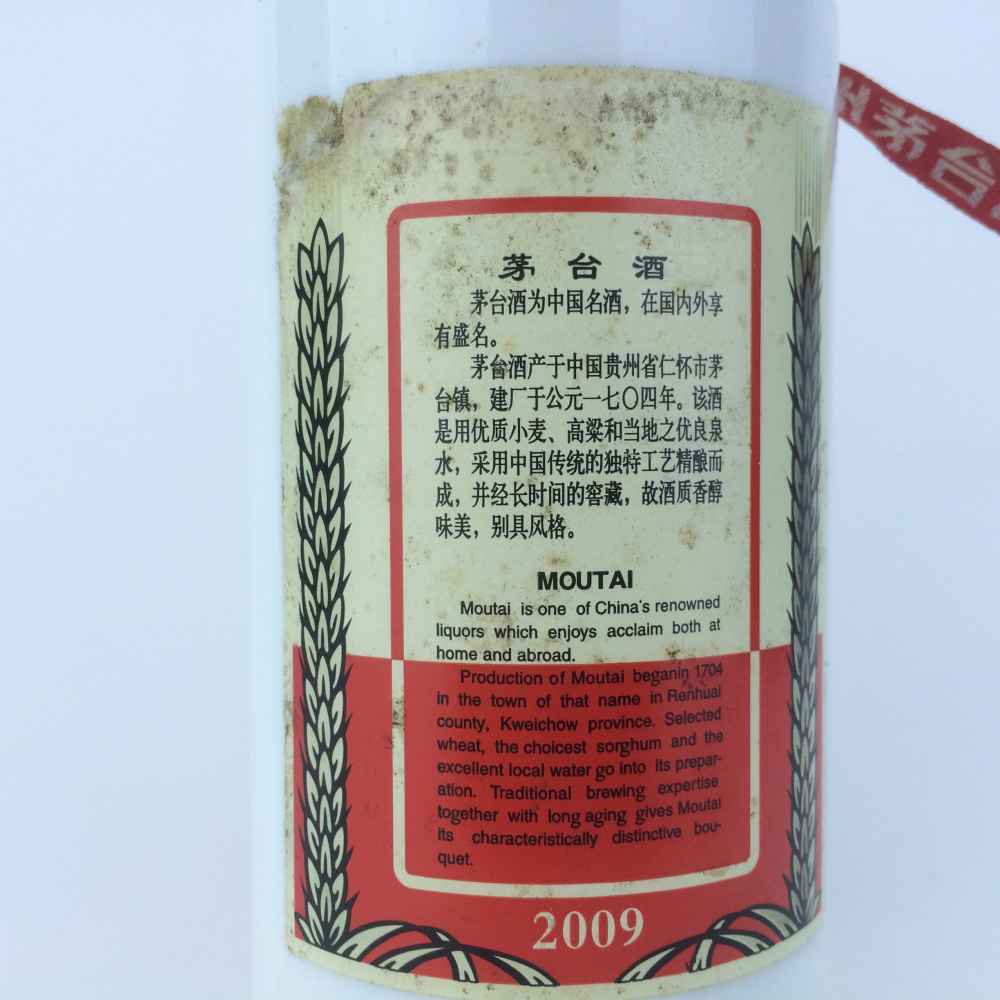 茅台
茅台酒
茅台酒为中国名酒，在国内外享
有盛名。
茅台酒产于中国贵州省仁怀市茅
台镇，建厂于公元一七〇四年。该酒
是用优质小麦、高粱和当地之优良泉
水，采用中国传统的独特工艺精酿而
成，并经长时间的窖藏，故酒质香醇
味美，别具风格。
MOUTAI
Moutai is one of China's renowned
liquors which enjoys acclaim both at
home and abroad.
Production of Moutai began in 1704
in the town of that name in Renhuai
county, Kweichow province. Selected
wheat, the choicest sorghum and the
excellent local water go into its prepar-
ation. Traditional brewing expertise
together with long aging gives Moutai
its characteristically distinctive bou-
quet.
2009